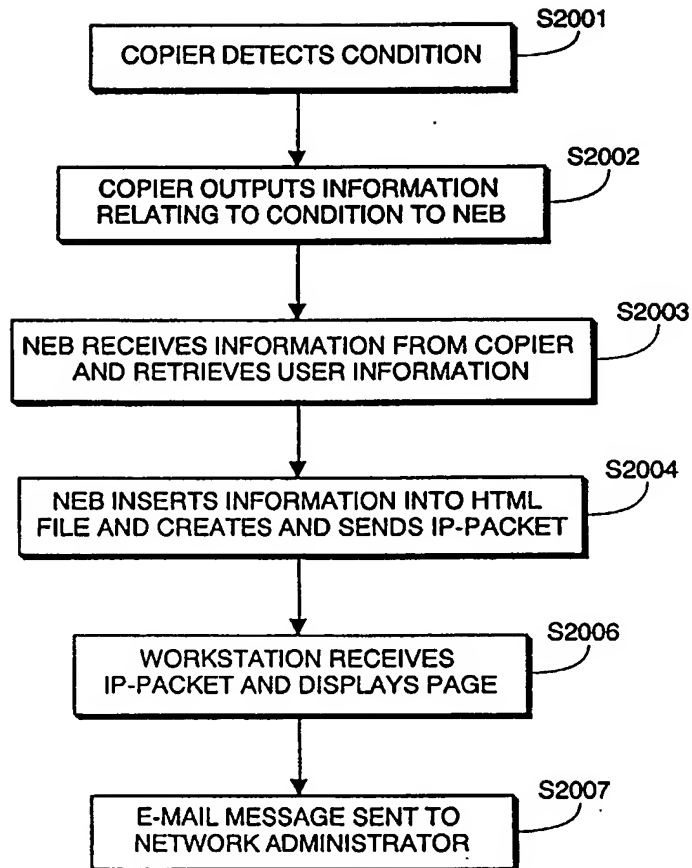 S2001
COPIER DETECTS CONDITION
S2002
COPIER OUTPUTS INFORMATION
RELATING TO CONDITION TO NEB
S2003
NEB RECEIVES INFORMATION FROM COPIER
AND RETRIEVES USER INFORMATION
S2004
NEB INSERTS INFORMATION INTO HTML
FILE AND CREATES AND SENDS IP-PACKET
S2006
WORKSTATION RECEIVES
IP-PACKET AND DISPLAYS PAGE
S2007
E-MAIL MESSAGE SENT TO
NETWORK ADMINISTRATOR